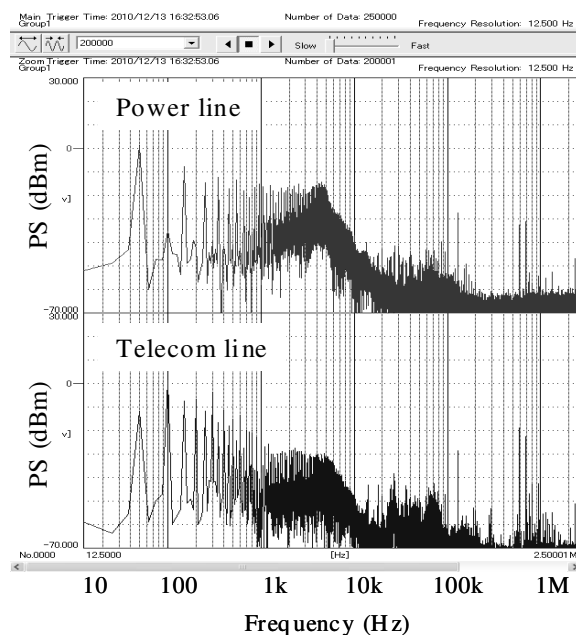 Main Trigger Time: 2010/12/13 16:32:53.06 Number of Data: 250000 Frequency Resolution: 12.500 Hz
Group1
200000 Slow Fast
Zoom Trigger Time: 2010/12/13 16:32:53.06 Number of Data: 200001 Frequency Resolution: 12.500 Hz
Group1
30.000
Power line
0
PS (dBm)
v]
-70.000
30.000
Telecom line
0
PS (dBm)
v]
-70.000
No.0000 12.5000 [Hz] 2.50001M
10 100 1k 10k 100k 1M
Frequency (Hz)